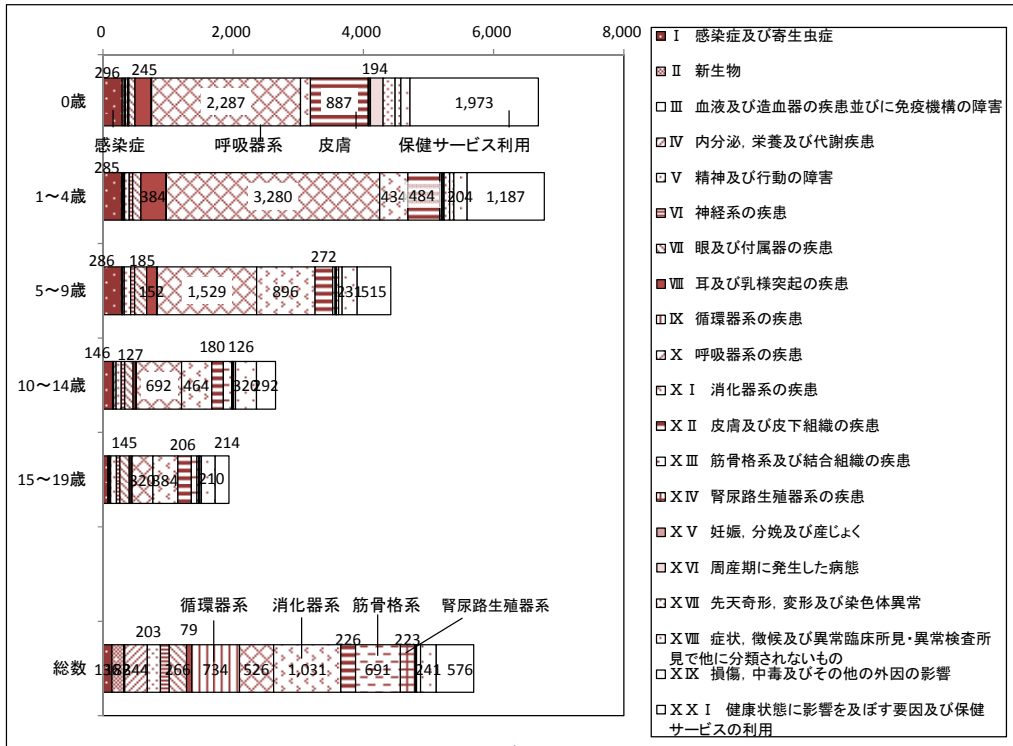 0 2,000 4,000 6,000 8,000
296 245 194
0歳 2,287 887 1,973
感染症 呼吸器系 皮膚 保健サービス利用
285
1～4歳 384 3,280 434 484 204 1,187
286 185 272
5～9歳 152 1,529 896 231 515
146 127 180 126
10～14歳 692 464 320 292
145 206 214
15～19歳 320 384 210
循環器系 消化器系 筋骨格系 腎尿路生殖器系
203 79 226 223
総数 344 266 734 526 1,031 691 241 576
Ⅰ 感染症及び寄生虫症
Ⅱ 新生物
Ⅲ 血液及び造血器の疾患並びに免疫機構の障害
Ⅳ 内分泌，栄養及び代謝疾患
Ⅴ 精神及び行動の障害
Ⅵ 神経系の疾患
Ⅶ 眼及び付属器の疾患
Ⅷ 耳及び乳様突起の疾患
Ⅸ 循環器系の疾患
Ⅹ 呼吸器系の疾患
ＸⅠ 消化器系の疾患
ＸⅡ 皮膚及び皮下組織の疾患
ＸⅢ 筋骨格系及び結合組織の疾患
ＸⅣ 腎尿路生殖器系の疾患
ＸⅤ 妊娠，分娩及び産じょく
ＸⅥ 周産期に発生した病態
ＸⅦ 先天奇形，変形及び染色体異常
ＸⅧ 症状，徴候及び異常臨床所見・異常検査所
見で他に分類されないもの
ＸⅨ 損傷，中毒及びその他の外因の影響
ＸＸⅠ 健康状態に影響を及ぼす要因及び保健
サービスの利用